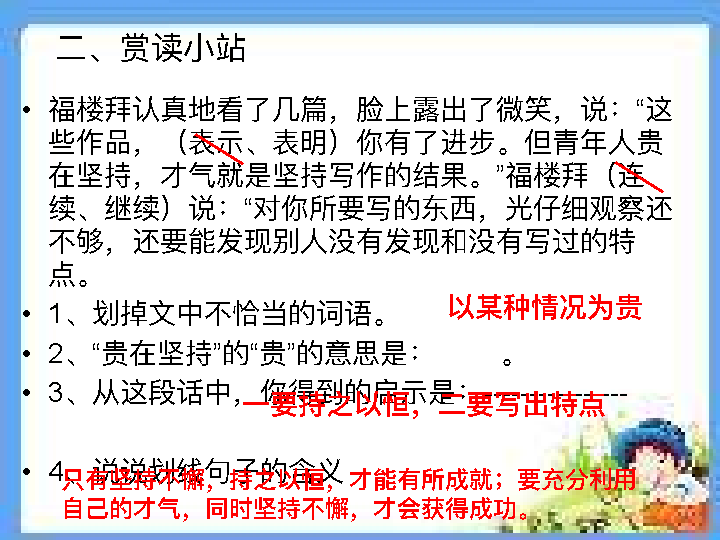 二、赏读小站
• 福楼拜认真地看了几篇，脸上露出了微笑，说：“这
些作品，（表示、表明）你有了进步。但青年人贵
在坚持，才气就是坚持写作的结果。”福楼拜（连
续、继续）说：“对你所要写的东西，光仔细观察还
不够，还要能发现别人没有发现和没有写过的特
点。
• 1、划掉文中不恰当的词语。
以某种情况为贵
• 2、“贵在坚持”的“贵”的意思是： 。
• 3、从这段话中，你得到的启示是：----------------
一要持之以恒，二要写出特点
• 4、说说划线句子的含义
只有坚持不懈，持之以恒，才能有所成就；要充分利用
自己的才气，同时坚持不懈，才会获得成功。